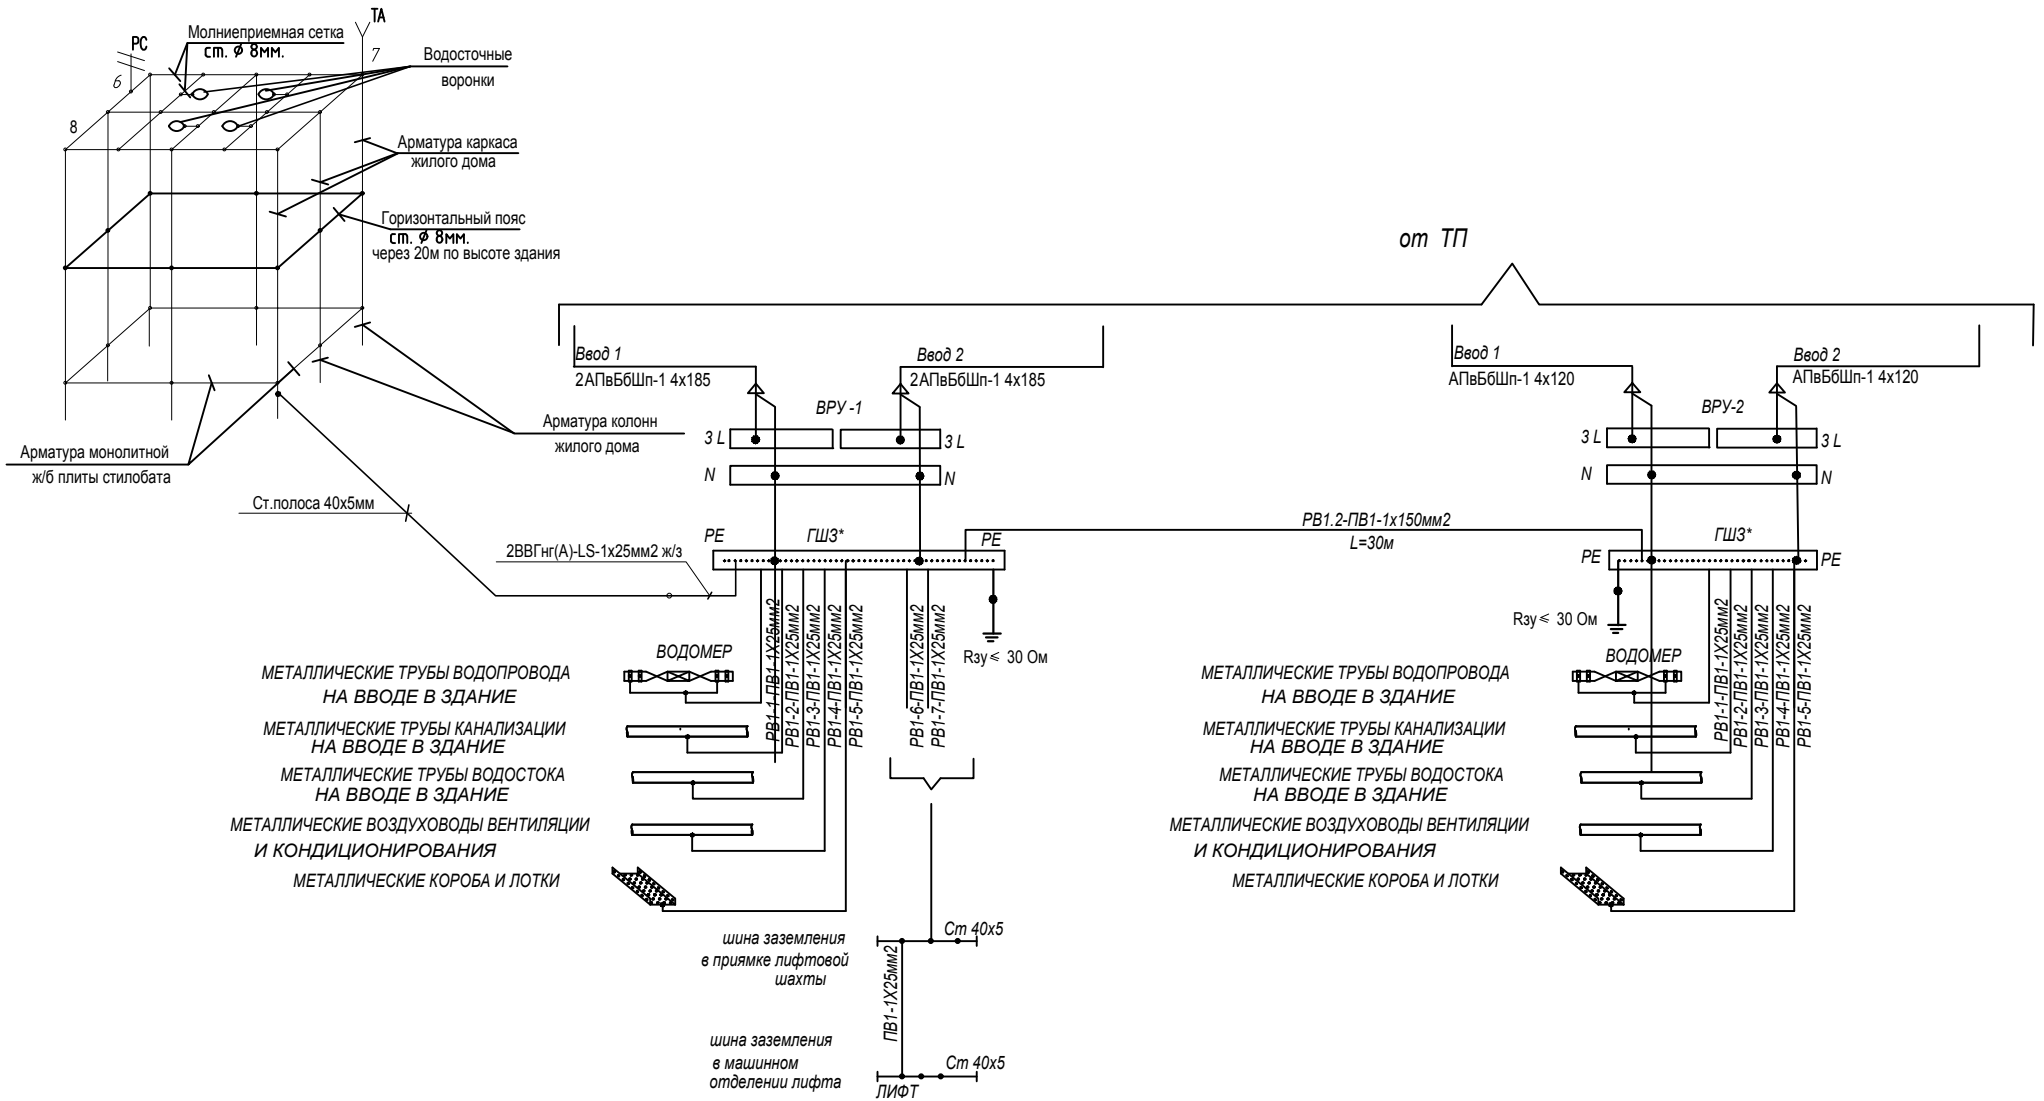 ТА
Молниеприемная сетка
ст. ϕ 8мм.
РС
7
6
8
Водосточные
воронки
Арматура каркаса
жилого дома
Горизонтальный пояс
ст. ϕ 8мм.
через 20м по высоте здания
Арматура колонн
жилого дома
Арматура монолитной
ж/б плиты стилобата
Ст.полоса 40х5мм
2ВВГнг(А)-LS-1х25мм2 ж/з
от ТП
Ввод 1
2АПвБбШп-1 4х185
Ввод 2
2АПвБбШп-1 4х185
ВРУ-1
3 L
3 L
N
N
PE
ГШЗ*
PE
РВ1.2-ПВ1-1х150мм2
L=30м
Ввод 1
АПвБбШп-1 4х120
Ввод 2
АПвБбШп-1 4х120
ВРУ-2
3 L
3 L
N
N
PE
ГШЗ*
PE
РВ1-1-ПВ1-1Х25мм2
РВ1-2-ПВ1-1Х25мм2
РВ1-3-ПВ1-1Х25мм2
РВ1-4-ПВ1-1Х25мм2
РВ1-5-ПВ1-1Х25мм2
РВ1-6-ПВ1-1Х25мм2
РВ1-7-ПВ1-1Х25мм2
Rзу⩽ 30 Ом
ВОДОМЕР
МЕТАЛЛИЧЕСКИЕ ТРУБЫ ВОДОПРОВОДА
НА ВВОДЕ В ЗДАНИЕ
МЕТАЛЛИЧЕСКИЕ ТРУБЫ КАНАЛИЗАЦИИ
НА ВВОДЕ В ЗДАНИЕ
МЕТАЛЛИЧЕСКИЕ ТРУБЫ ВОДОСТОКА
НА ВВОДЕ В ЗДАНИЕ
МЕТАЛЛИЧЕСКИЕ ВОЗДУХОВОДЫ ВЕНТИЛЯЦИИ
И КОНДИЦИОНИРОВАНИЯ
МЕТАЛЛИЧЕСКИЕ КОРОБА И ЛОТКИ
Rзу⩽ 30 Ом
ВОДОМЕР
РВ1-1-ПВ1-1Х25мм2
РВ1-2-ПВ1-1Х25мм2
РВ1-3-ПВ1-1Х25мм2
РВ1-4-ПВ1-1Х25мм2
РВ1-5-ПВ1-1Х25мм2
МЕТАЛЛИЧЕСКИЕ ТРУБЫ ВОДОПРОВОДА
НА ВВОДЕ В ЗДАНИЕ
МЕТАЛЛИЧЕСКИЕ ТРУБЫ КАНАЛИЗАЦИИ
НА ВВОДЕ В ЗДАНИЕ
МЕТАЛЛИЧЕСКИЕ ТРУБЫ ВОДОСТОКА
НА ВВОДЕ В ЗДАНИЕ
МЕТАЛЛИЧЕСКИЕ ВОЗДУХОВОДЫ ВЕНТИЛЯЦИИ
И КОНДИЦИОНИРОВАНИЯ
МЕТАЛЛИЧЕСКИЕ КОРОБА И ЛОТКИ
шина заземления
в приямке лифтовой
шахты
Ст 40х5
ПВ1-1Х25мм2
шина заземления
в машинном
отделении лифта
Ст 40х5
ЛИФТ